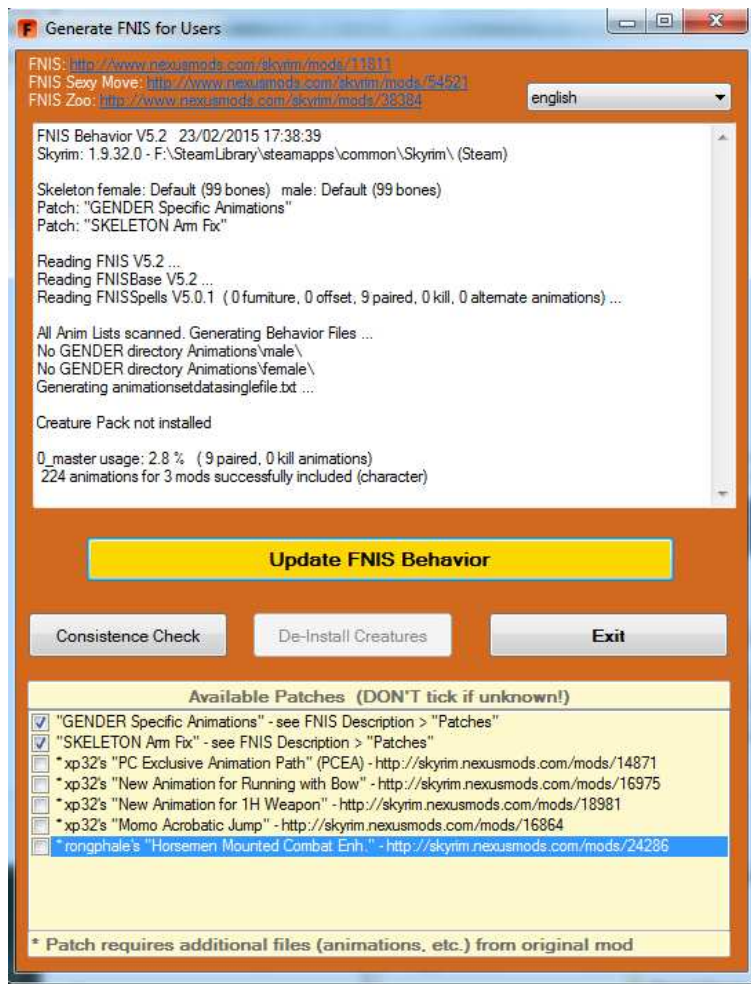 F Generate FNIS for Users
FNIS: http://www.nexusmods.com/skyrim/mods/11811
FNIS Sexy Move: http://www.nexusmods.com/skyrim/mods/54521
FNIS Zoo: http://www.nexusmods.com/skyrim/mods/38384
english
FNIS Behavior V5.2 23/02/2015 17:38:39
Skyrim: 1.9.32.0 - F:\SteamLibrary\steamapps\common\Skyrim\ (Steam)
Skeleton female: Default (99 bones) male: Default (99 bones)
Patch: "GENDER Specific Animations"
Patch: "SKELETON Arm Fix"
Reading FNIS V5.2 ...
Reading FNISBase V5.2 ...
Reading FNISSpells V5.0.1 ( 0 furniture, 0 offset, 9 paired, 0 kill, 0 alternate animations) ...
All Anim Lists scanned. Generating Behavior Files ...
No GENDER directory Animations\male\
No GENDER directory Animations\female\
Generating animationsetdatasinglefile.txt ...
Creature Pack not installed
0_master usage: 2.8 % ( 9 paired, 0 kill animations)
224 animations for 3 mods successfully included (character)
Update FNIS Behavior
Consistence Check
De-Install Creatures
Exit
Available Patches (DON'T tick if unknown!)
"GENDER Specific Animations" - see FNIS Description > "Patches"
"SKELETON Arm Fix" - see FNIS Description > "Patches"
* xp32's "PC Exclusive Animation Path" (PCEA) - http://skyrim.nexusmods.com/mods/14871
* xp32's "New Animation for Running with Bow" - http://skyrim.nexusmods.com/mods/16975
* xp32's "New Animation for 1H Weapon" - http://skyrim.nexusmods.com/mods/18981
* xp32's "Momo Acrobatic Jump" - http://skyrim.nexusmods.com/mods/16864
* rongphale's "Horsemen Mounted Combat Enh." - http://skyrim.nexusmods.com/mods/24286
* Patch requires additional files (animations, etc.) from original mod